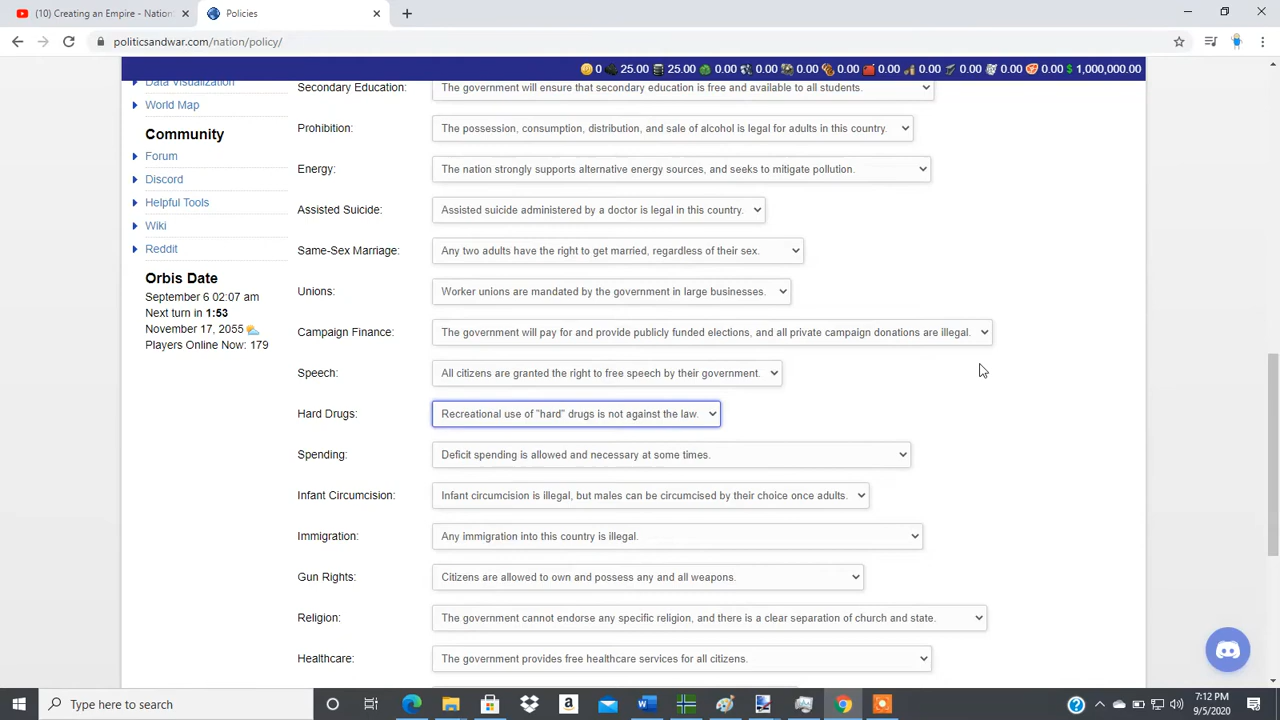 (10) Creating an Empire - Nation
Policies
politicsandwar.com/nation/policy/
0 25.00 25.00 0.00 0.00 0.00 0.00 0.00 0.00 0.00 0.00 0.00 $ 1,000,000.00
Data Visualization
World Map
Community
Forum
Discord
Helpful Tools
Wiki
Reddit
Orbis Date
September 6 02:07 am
Next turn in 1:53
November 17, 2055
Players Online Now: 179
Secondary Education: The government will ensure that secondary education is free and available to all students.
Prohibition: The possession, consumption, distribution, and sale of alcohol is legal for adults in this country.
Energy: The nation strongly supports alternative energy sources, and seeks to mitigate pollution.
Assisted Suicide: Assisted suicide administered by a doctor is legal in this country.
Same-Sex Marriage: Any two adults have the right to get married, regardless of their sex.
Unions: Worker unions are mandated by the government in large businesses.
Campaign Finance: The government will pay for and provide publicly funded elections, and all private campaign donations are illegal.
Speech: All citizens are granted the right to free speech by their government.
Hard Drugs: Recreational use of "hard" drugs is not against the law.
Spending: Deficit spending is allowed and necessary at some times.
Infant Circumcision: Infant circumcision is illegal, but males can be circumcised by their choice once adults.
Immigration: Any immigration into this country is illegal.
Gun Rights: Citizens are allowed to own and possess any and all weapons.
Religion: The government cannot endorse any specific religion, and there is a clear separation of church and state.
Healthcare: The government provides free healthcare services for all citizens.
Type here to search
7:12 PM
9/5/2020